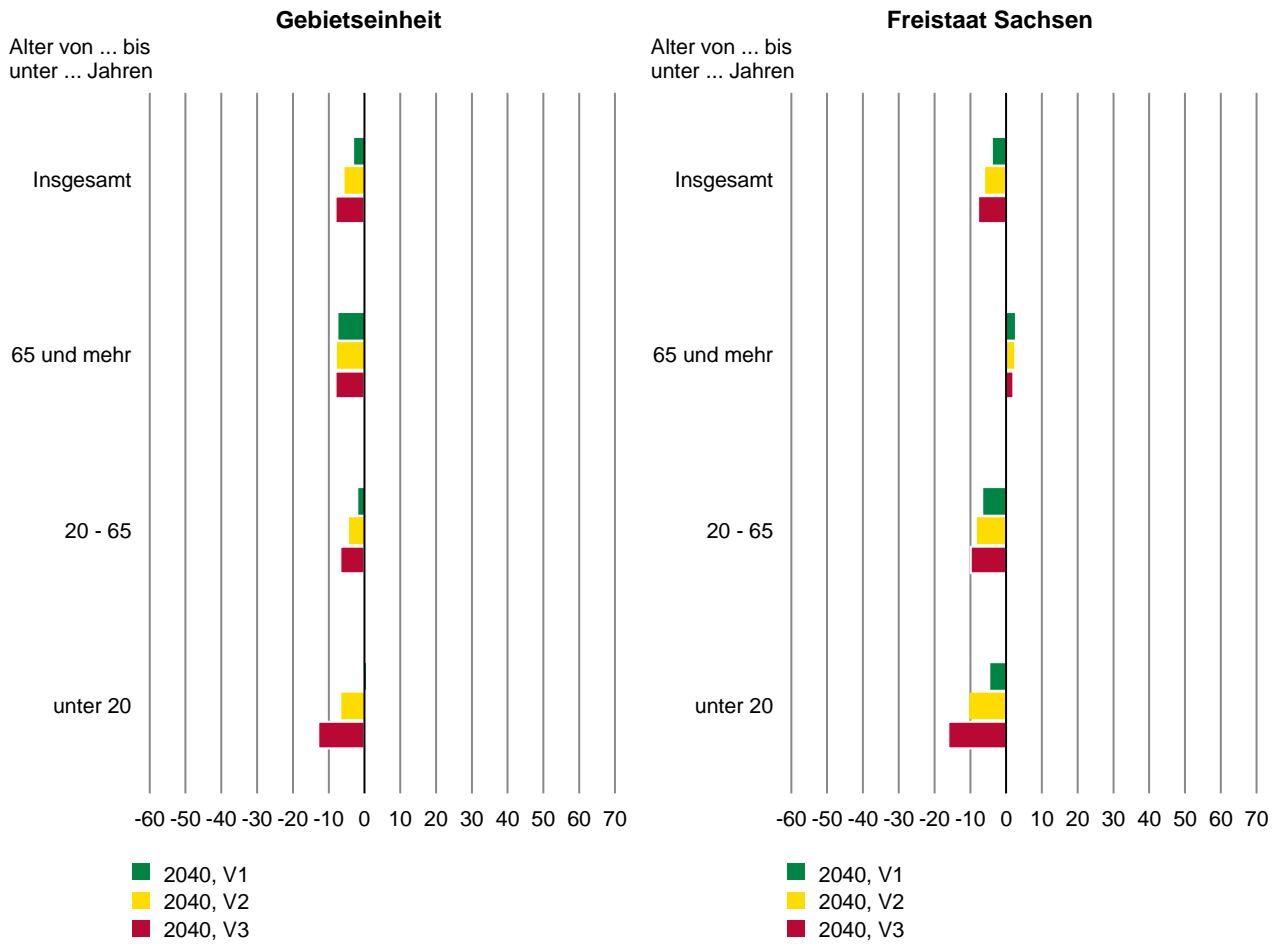 Gebietseinheit
Alter von ... bis
unter ... Jahren
Insgesamt
65 und mehr
20 - 65
unter 20
-60 -50 -40 -30 -20 -10 0 10 20 30 40 50 60 70
2040, V1
2040, V2
2040, V3
Freistaat Sachsen
Alter von ... bis
unter ... Jahren
Insgesamt
65 und mehr
20 - 65
unter 20
-60 -50 -40 -30 -20 -10 0 10 20 30 40 50 60 70
2040, V1
2040, V2
2040, V3